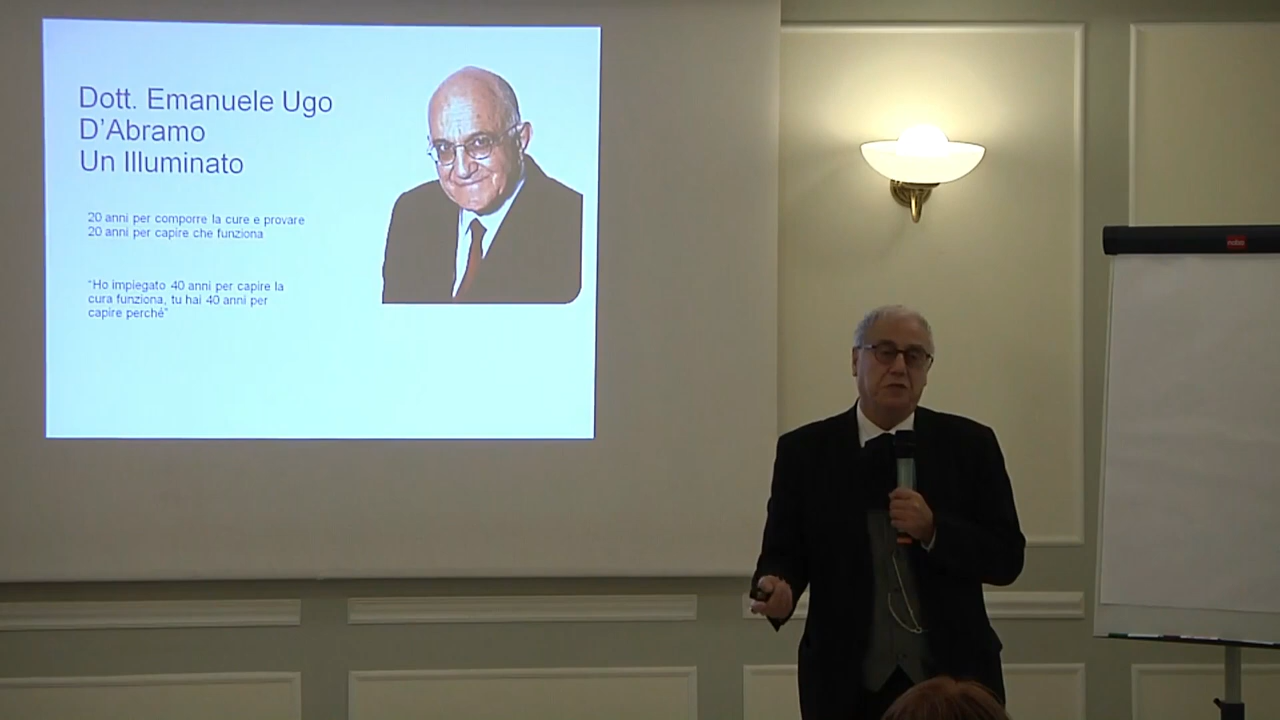 Dott. Emanuele Ugo
D'Abramo
Un Illuminato
20 anni per comporre la cure e provare
20 anni per capire che funziona
"Ho impiegato 40 anni per capire la
cura funziona, tu hai 40 anni per
capire perché"
nobo